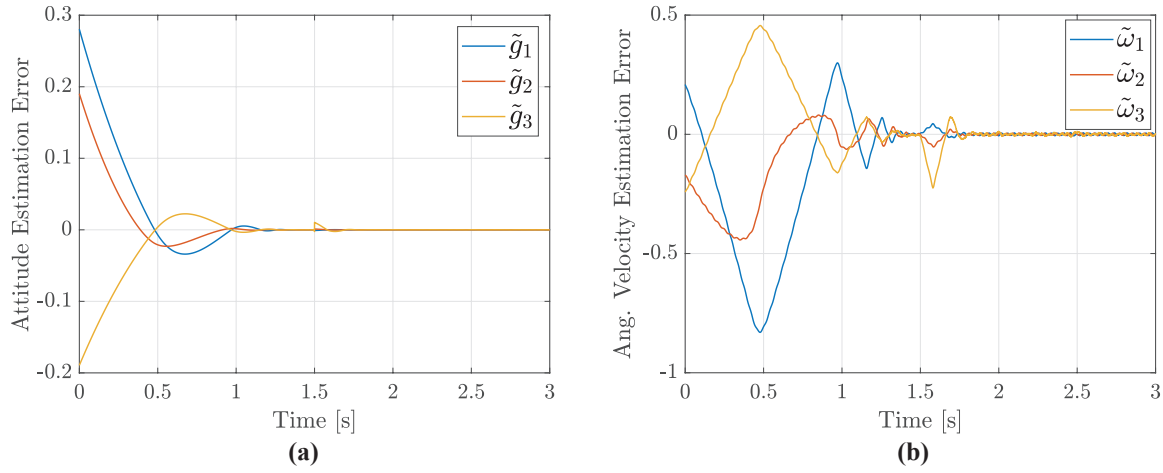 Attitude Estimation Error
0.3
0.2
0.1
0
-0.1
-0.2
0
0.5
1
1.5
2
2.5
3
Time [s]
g̃₁
g̃₂
g̃₃
(a)
Ang. Velocity Estimation Error
0.5
0
-0.5
-1
0
0.5
1
1.5
2
2.5
3
Time [s]
ω̃₁
ω̃₂
ω̃₃
(b)